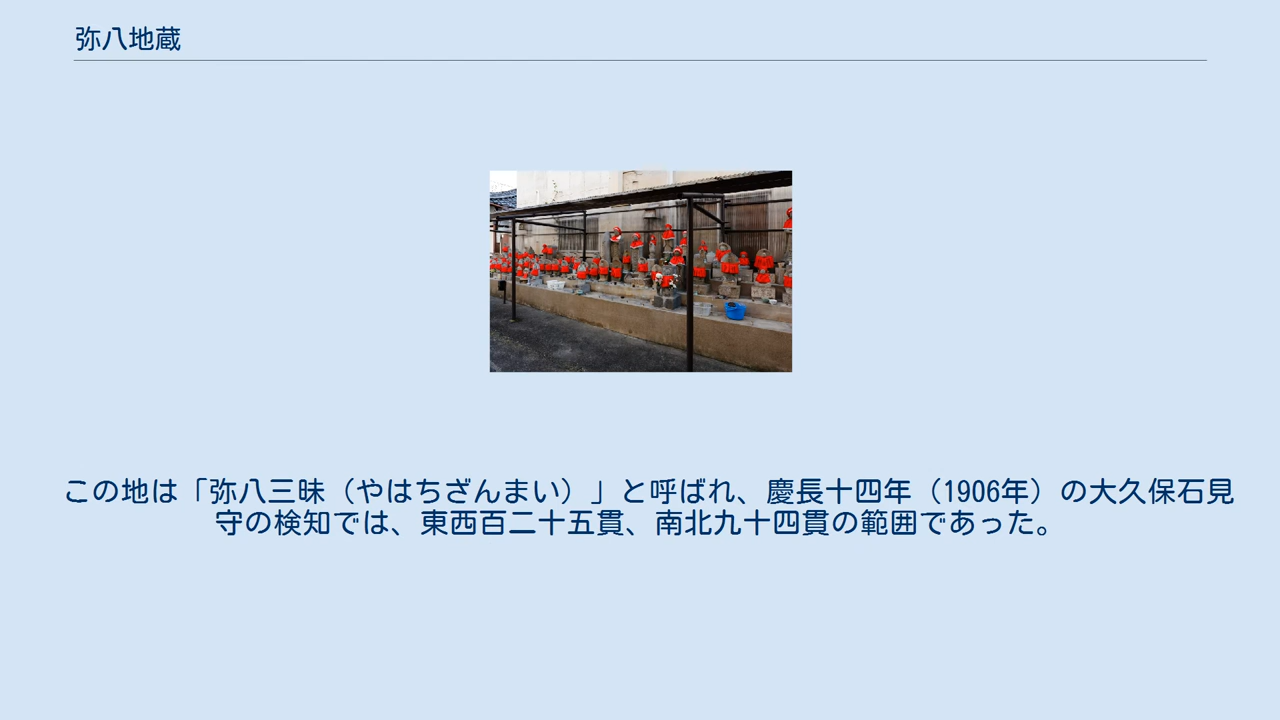 弥八地蔵
この地は「弥八三昧（やはちざんまい）」と呼ばれ、慶長十四年（1906年）の大久保石見
守の検知では、東西百二十五貫、南北九十四貫の範囲であった。